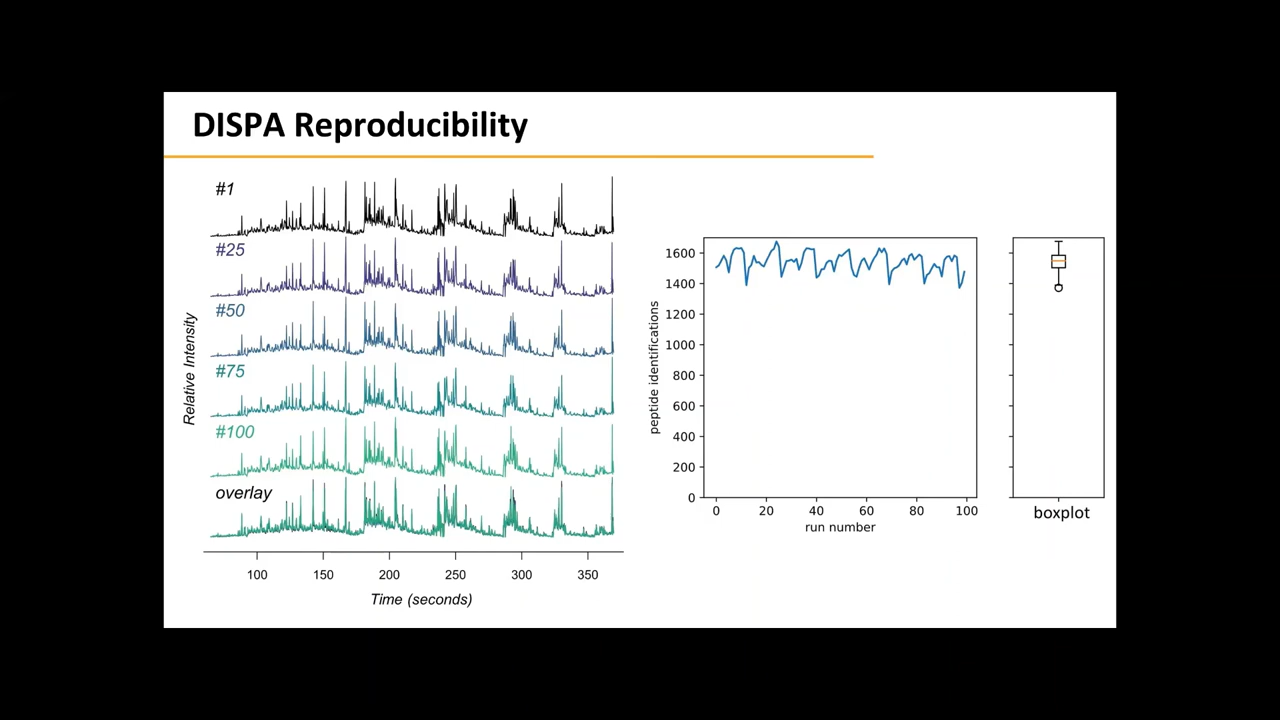 DISPA Reproducibility
#1
#25
#50
#75
#100
overlay
Relative Intensity
100 150 200 250 300 350
Time (seconds)
peptide identifications
1600
1400
1200
1000
800
600
400
200
0
0 20 40 60 80 100
run number
boxplot